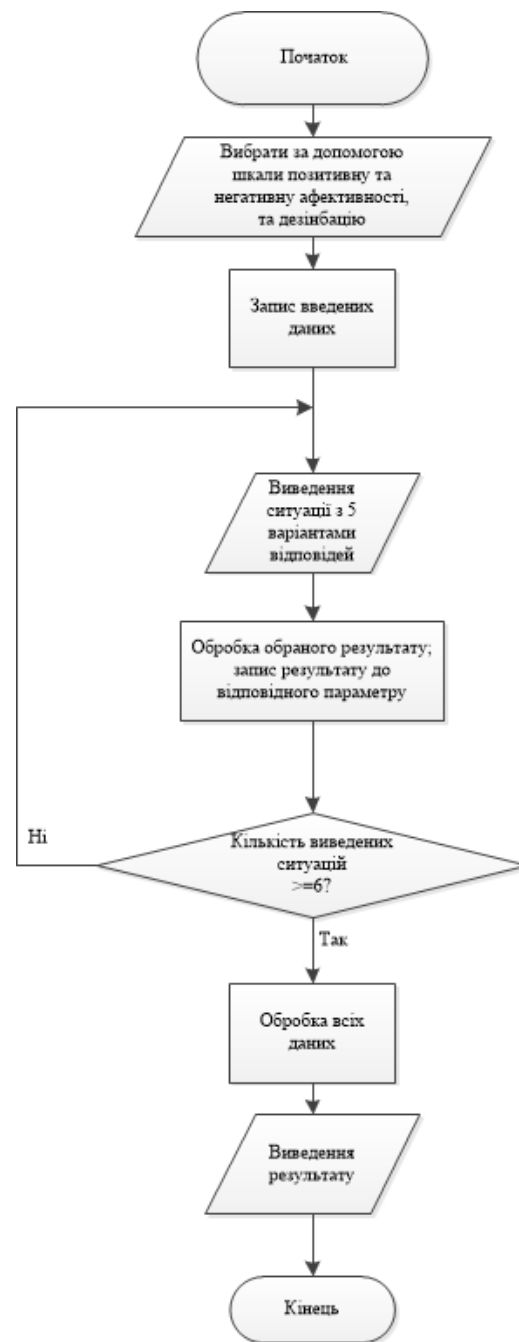 Початок
Вибрати за допомогою
шкали позитивну та
негативну афективності,
та дезінбацію
Запис введених
даних
Виведення
ситуації з 5
варіантами
відповідей
Обробка обраного результату;
запис результату до
відповідного параметру
Ні
Кількість виведених
ситуацій
>=6?
Так
Обробка всіх
даних
Виведення
результату
Кінець